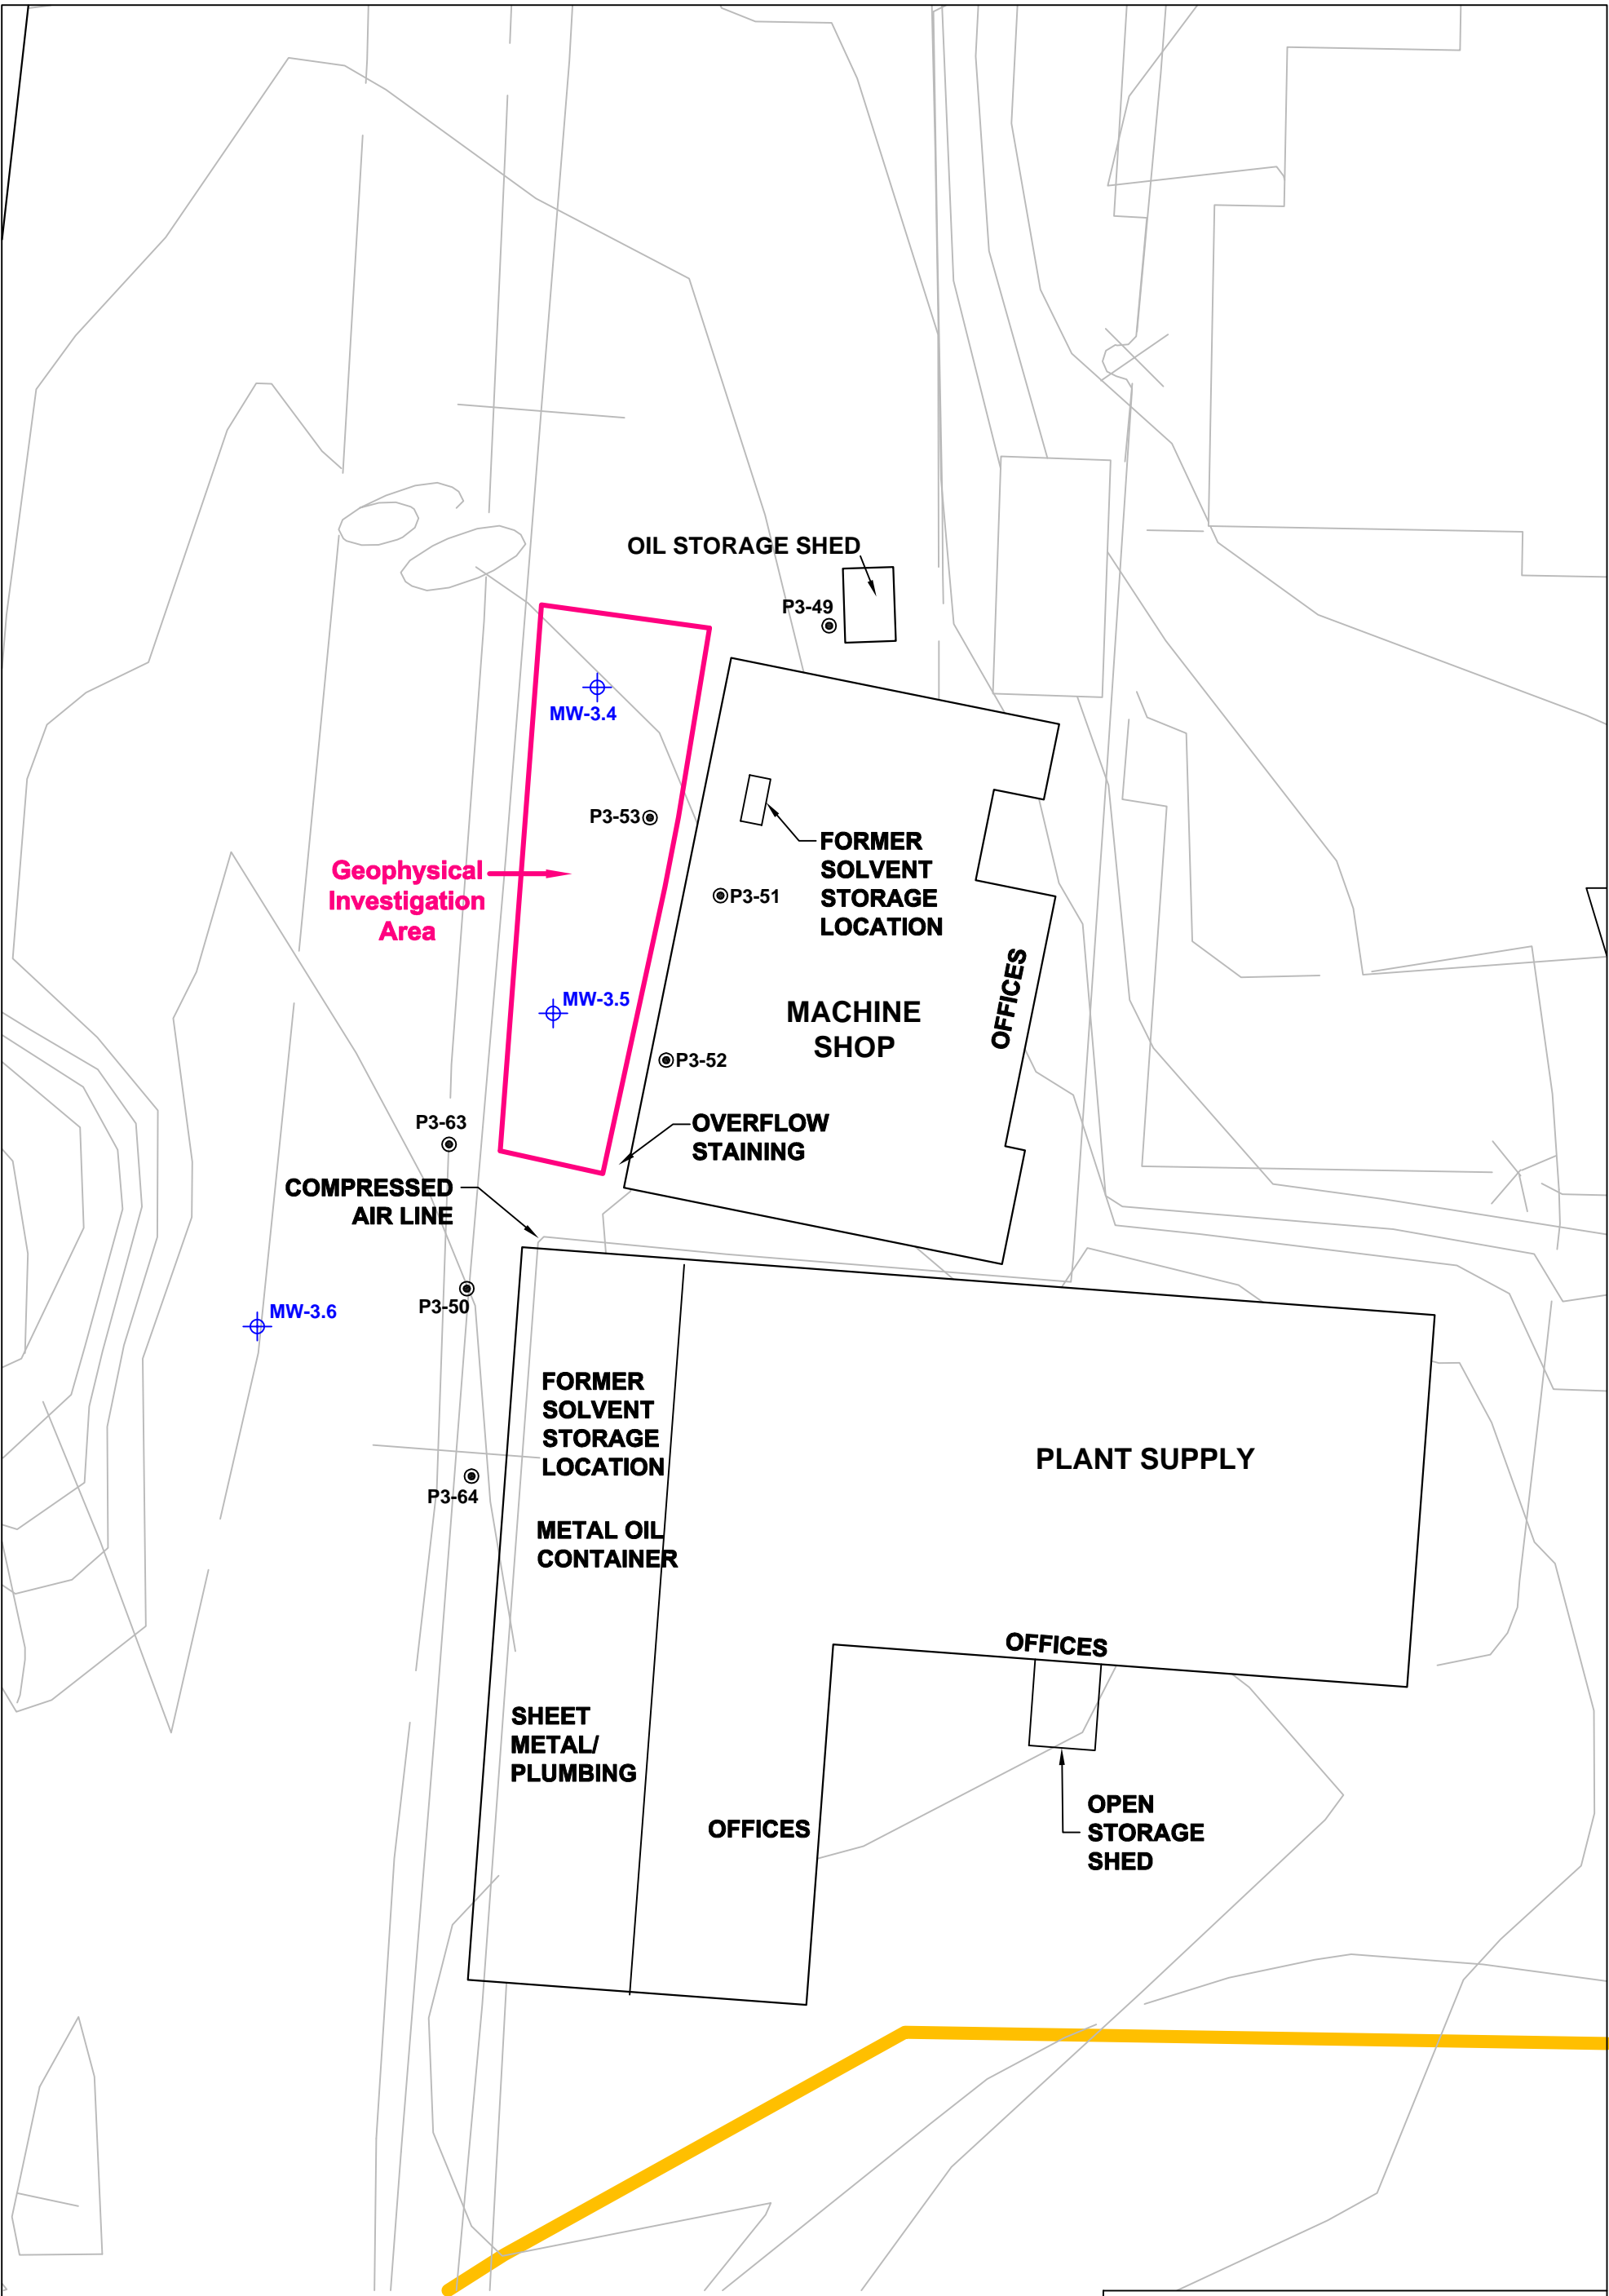 OIL STORAGE SHED
P3-49
MW-3.4
P3-53
FORMER
SOLVENT
STORAGE
LOCATION
Geophysical
Investigation
Area
P3-51
OFFICES
MW-3.5
MACHINE
SHOP
P3-52
P3-63
OVERFLOW
STAINING
COMPRESSED
AIR LINE
P3-50
MW-3.6
FORMER
SOLVENT
STORAGE
LOCATION
PLANT SUPPLY
P3-64
METAL OIL
CONTAINER
OFFICES
SHEET
METAL/
PLUMBING
OFFICES
OPEN
STORAGE
SHED